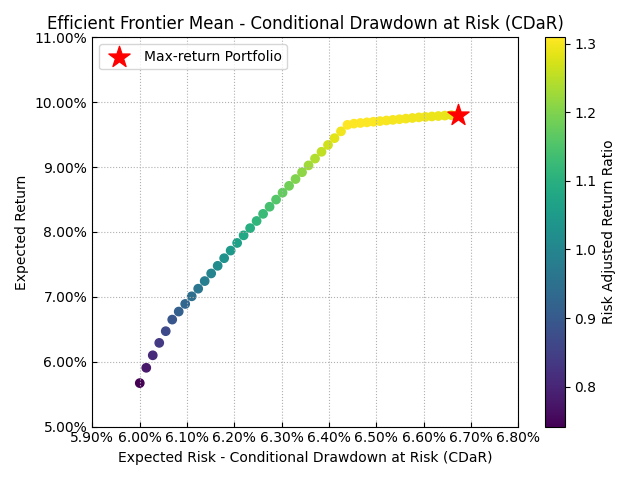 Efficient Frontier Mean - Conditional Drawdown at Risk (CDaR)
Max-return Portfolio
11.00%
10.00%
9.00%
8.00%
7.00%
6.00%
5.00%
Expected Return
5.90% 6.00% 6.10% 6.20% 6.30% 6.40% 6.50% 6.60% 6.70% 6.80%
Expected Risk - Conditional Drawdown at Risk (CDaR)
1.3
1.2
1.1
1.0
0.9
0.8
Risk Adjusted Return Ratio